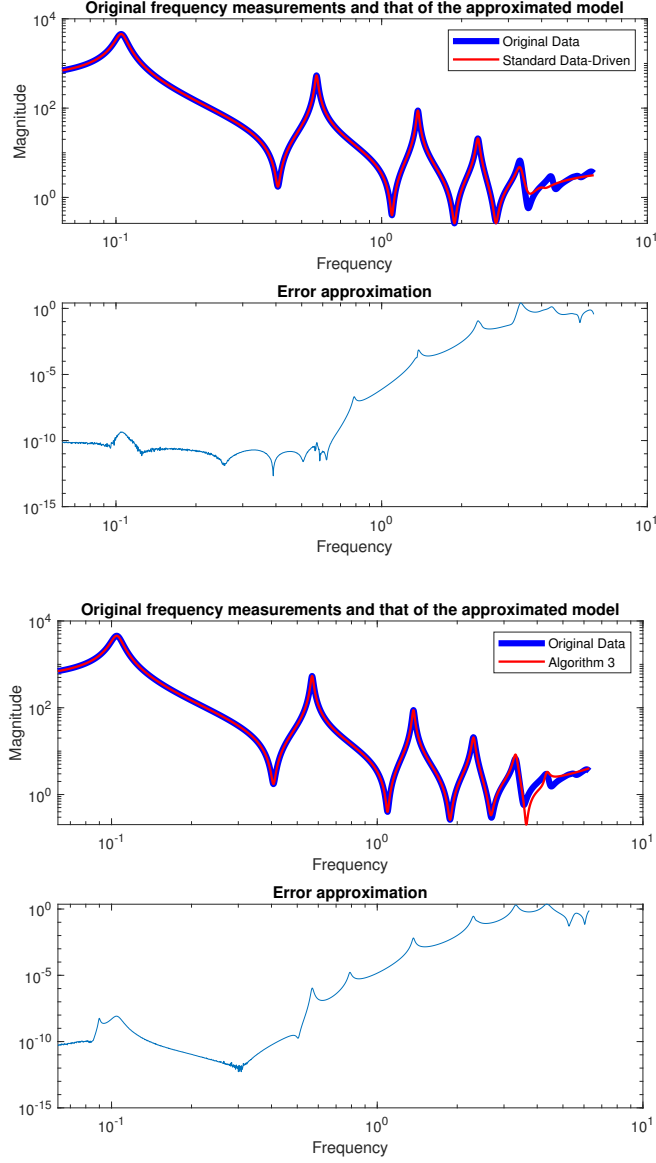 Original frequency measurements and that of the approximated model
10^4
10^2
10^0
Magnitude
Original Data
Standard Data-Driven
10^-1
10^0
10^1
Frequency
Error approximation
10^0
10^-5
10^-10
10^-15
10^-1
10^0
10^1
Frequency
Original frequency measurements and that of the approximated model
10^4
10^2
10^0
Magnitude
Original Data
Algorithm 3
10^-1
10^0
10^1
Frequency
Error approximation
10^0
10^-5
10^-10
10^-15
10^-1
10^0
10^1
Frequency